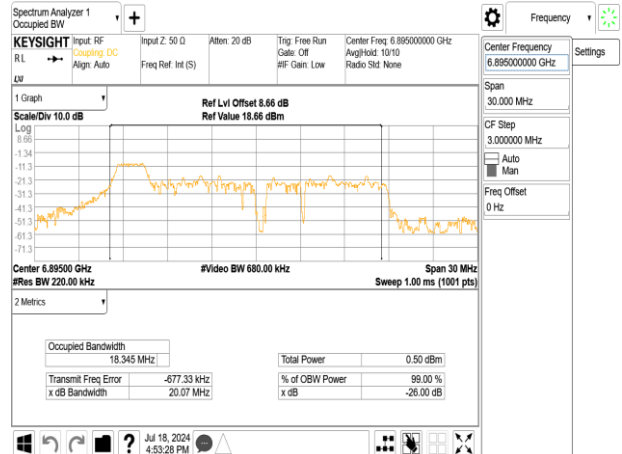 Spectrum Analyzer 1
Occupied BW
Frequency
KEYSIGHT
Input: RF
Coupling: DC
Align: Auto
Input Z: 50 Ω
Freq Ref: Int (S)
Atten: 20 dB
Trig: Free Run
Gate: Off
#IF Gain: Low
Center Freq: 6.895000000 GHz
Avg|Hold: 10/10
Radio Std: None
RL
LXI
Center Frequency
6.895000000 GHz
Settings
Span
30.000 MHz
CF Step
3.000000 MHz
Auto
Man
Freq Offset
0 Hz
1 Graph
Scale/Div 10.0 dB
Ref Lvl Offset 8.66 dB
Ref Value 18.66 dBm
Log
8.66
-1.34
-11.3
-21.3
-31.3
-41.3
-51.3
-61.3
-71.3
Center 6.89500 GHz
#Res BW 220.00 kHz
#Video BW 680.00 kHz
Span 30 MHz
Sweep 1.00 ms (1001 pts)
2 Metrics
Occupied Bandwidth
18.345 MHz
Total Power 0.50 dBm
Transmit Freq Error -677.33 kHz
% of OBW Power 99.00 %
x dB Bandwidth 20.07 MHz
x dB -26.00 dB
?
Jul 18, 2024
4:53:28 PM